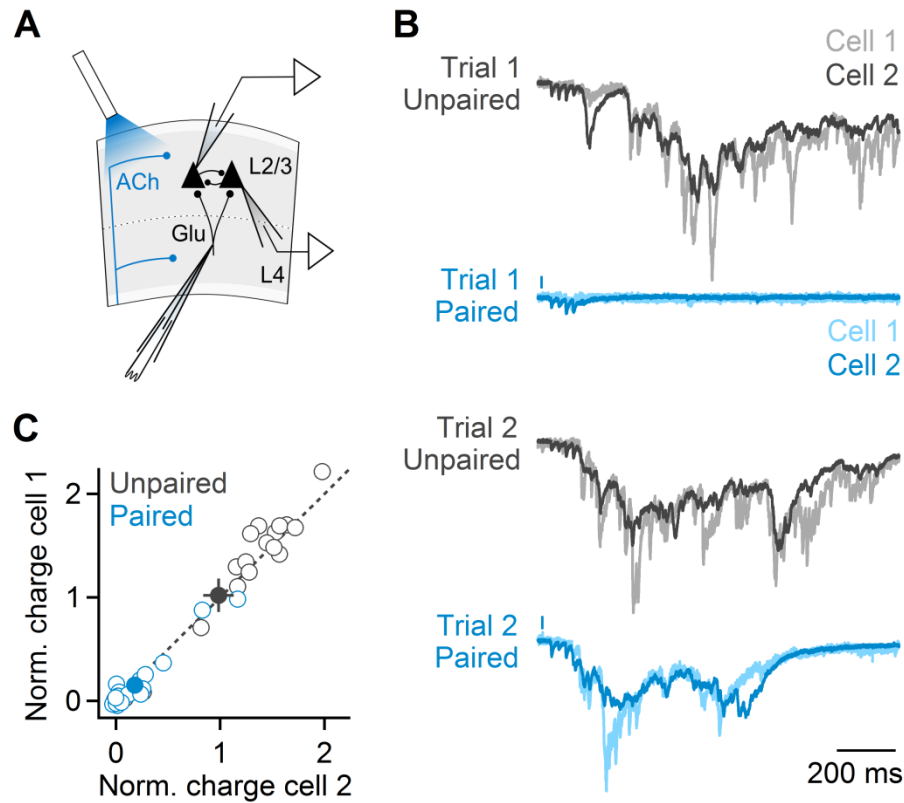 A
ACh
L2/3
Glu
L4
B
Trial 1
Unpaired
Cell 1
Cell 2
Trial 1
Paired
Cell 1
Cell 2
Trial 2
Unpaired
Trial 2
Paired
200 ms
C
Unpaired
Paired
Norm. charge cell 1
2
1
0
0 1 2
Norm. charge cell 2